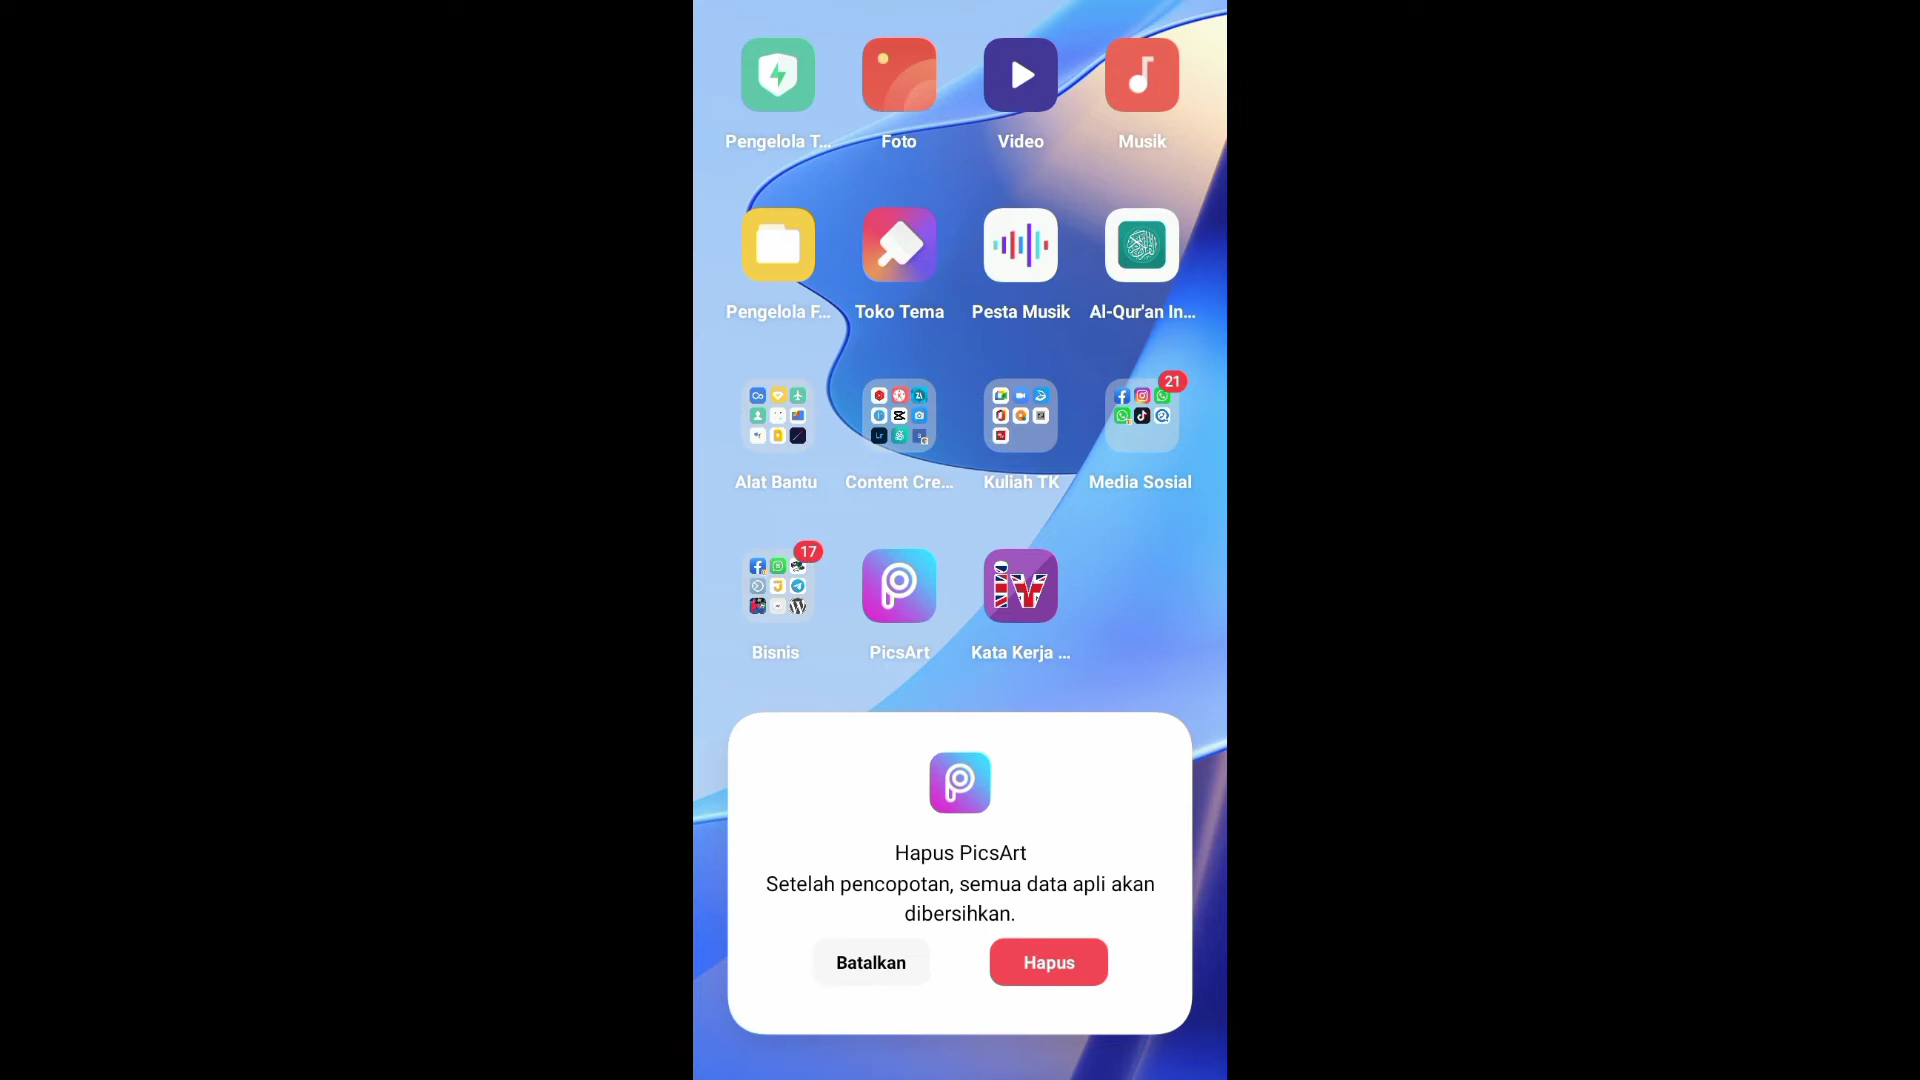 Pengelola T...
Foto
Video
Musik
Pengelola F...
Toko Tema
Pesta Musik
Al-Qur'an In...
21
Alat Bantu
Content Cre...
Kuliah TK
Media Sosial
17
Bisnis
PicsArt
Kata Kerja ...
Hapus PicsArt
Setelah pencopotan, semua data apli akan
dibersihkan.
Batalkan
Hapus